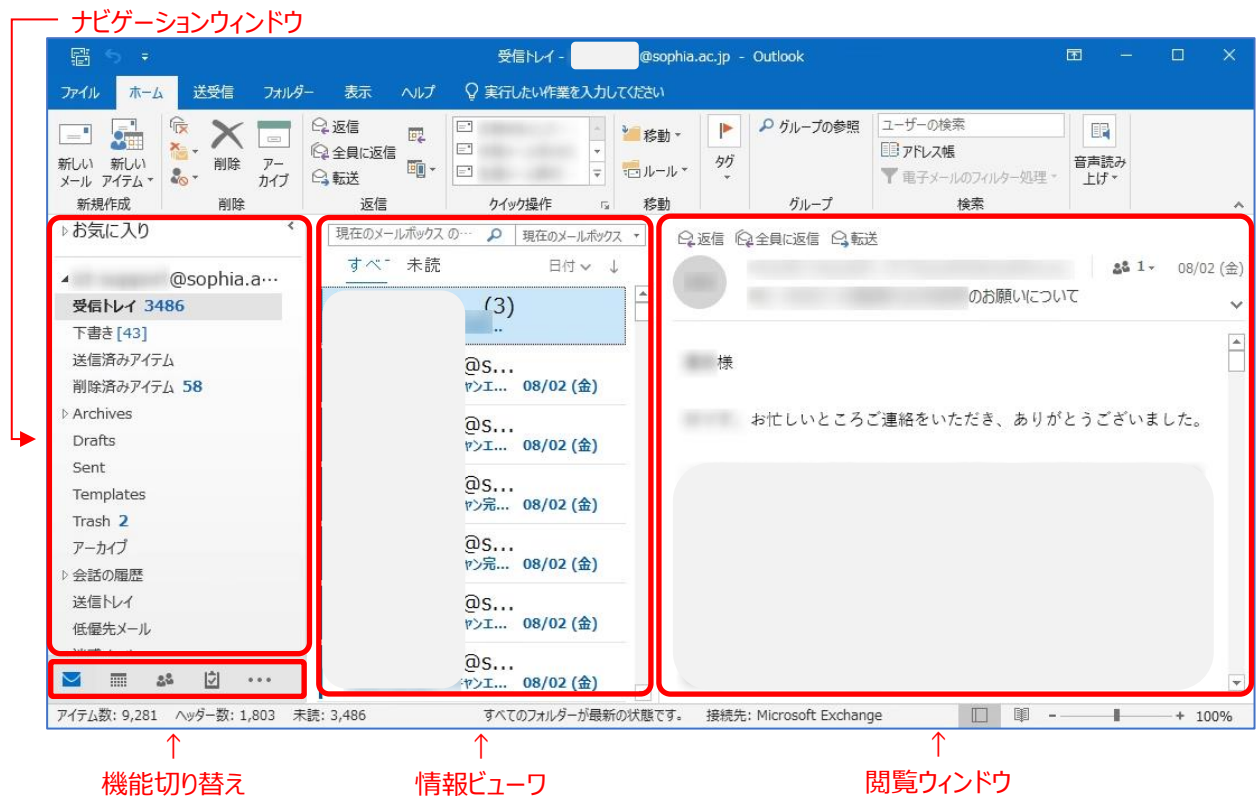 ナビゲーションウィンドウ
受信トレイ - @sophia.ac.jp - Outlook
ファイル ホーム 送受信 フォルダー 表示 ヘルプ 実行したい作業を入力してください
新しい メール
新しい アイテム
削除
アー カイブ
返信
全員に返信
転送
移動
ルール
タグ
グループの参照
ユーザーの検索
アドレス帳
電子メールのフィルター処理
音声読み 上げ
新規作成 削除 返信 クイック操作 移動 グループ 検索
お気に入り
@sophia.a…
受信トレイ 3486
下書き [43]
送信済みアイテム
削除済みアイテム 58
Archives
Drafts
Sent
Templates
Trash 2
アーカイブ
会話の履歴
送信トレイ
低優先メール
現在のメールボックス の… 現在のメールボックス
すべ 未読 日付 ↓
(3)
..
@s...
ャンエ... 08/02 (金)
@s...
ャンエ... 08/02 (金)
@s...
ャン完... 08/02 (金)
@s...
ャン完... 08/02 (金)
@s...
ャンエ... 08/02 (金)
@s...
ャンエ... 08/02 (金)
返信 全員に返信 転送
1 08/02 (金)
のお願いについて
様
お忙しいところご連絡をいただき、ありがとうございました。
アイテム数: 9,281 ヘッダー数: 1,803 未読: 3,486 すべてのフォルダーが最新の状態です。 接続先: Microsoft Exchange - + 100%
機能切り替え
情報ビューワ
閲覧ウィンドウ